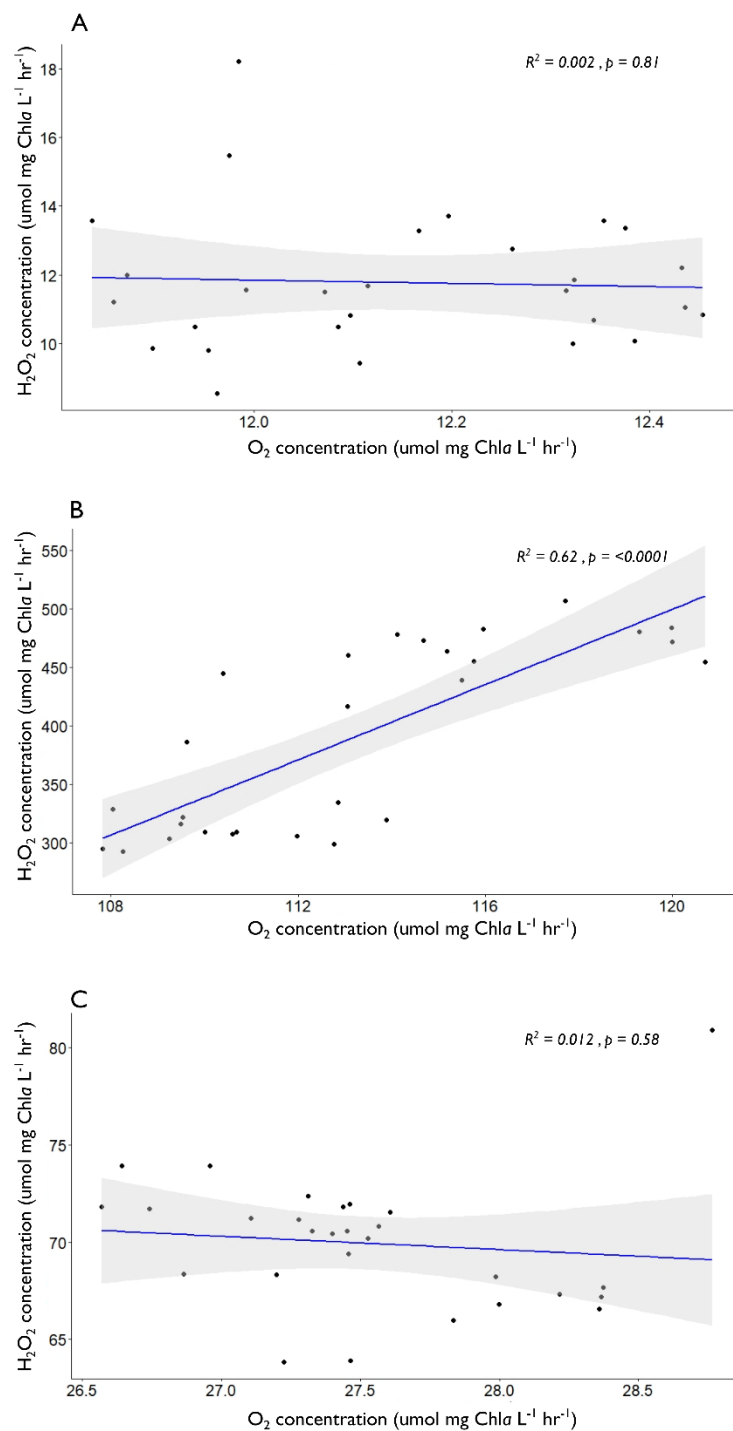 A
R² = 0.002 , p = 0.81
18
16
14
12
10
H₂O₂ concentration (umol mg Chla L⁻¹ hr⁻¹)
12.0 12.2 12.4
O₂ concentration (umol mg Chla L⁻¹ hr⁻¹)
B
R² = 0.62 , p = <0.0001
550
500
450
400
350
300
H₂O₂ concentration (umol mg Chla L⁻¹ hr⁻¹)
108 112 116 120
O₂ concentration (umol mg Chla L⁻¹ hr⁻¹)
C
R² = 0.012 , p = 0.58
80
75
70
65
H₂O₂ concentration (umol mg Chla L⁻¹ hr⁻¹)
26.5 27.0 27.5 28.0 28.5
O₂ concentration (umol mg Chla L⁻¹ hr⁻¹)